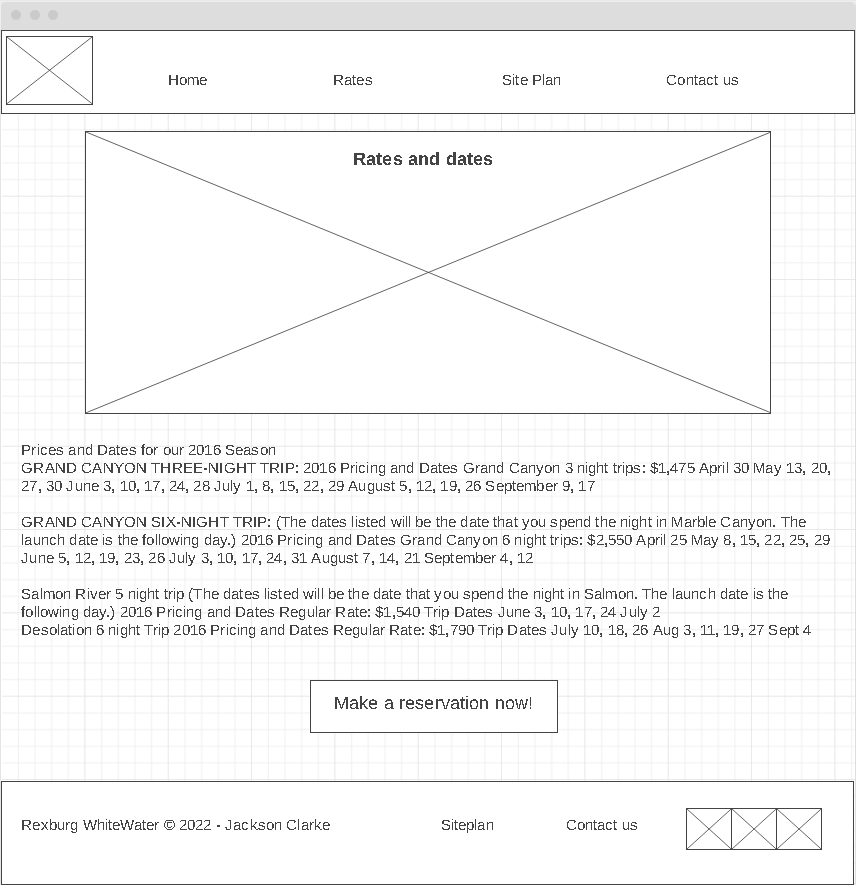 Home Rates Site Plan Contact us
Rates and dates
Prices and Dates for our 2016 Season
GRAND CANYON THREE-NIGHT TRIP: 2016 Pricing and Dates Grand Canyon 3 night trips: $1,475 April 30 May 13, 20,
27, 30 June 3, 10, 17, 24, 28 July 1, 8, 15, 22, 29 August 5, 12, 19, 26 September 9, 17
GRAND CANYON SIX-NIGHT TRIP: (The dates listed will be the date that you spend the night in Marble Canyon. The
launch date is the following day.) 2016 Pricing and Dates Grand Canyon 6 night trips: $2,550 April 25 May 8, 15, 22, 25, 29
June 5, 12, 19, 23, 26 July 3, 10, 17, 24, 31 August 7, 14, 21 September 4, 12
Salmon River 5 night trip (The dates listed will be the date that you spend the night in Salmon. The launch date is the
following day.) 2016 Pricing and Dates Regular Rate: $1,540 Trip Dates June 3, 10, 17, 24 July 2
Desolation 6 night Trip 2016 Pricing and Dates Regular Rate: $1,790 Trip Dates July 10, 18, 26 Aug 3, 11, 19, 27 Sept 4
Make a reservation now!
Rexburg WhiteWater © 2022 - Jackson Clarke Siteplan Contact us